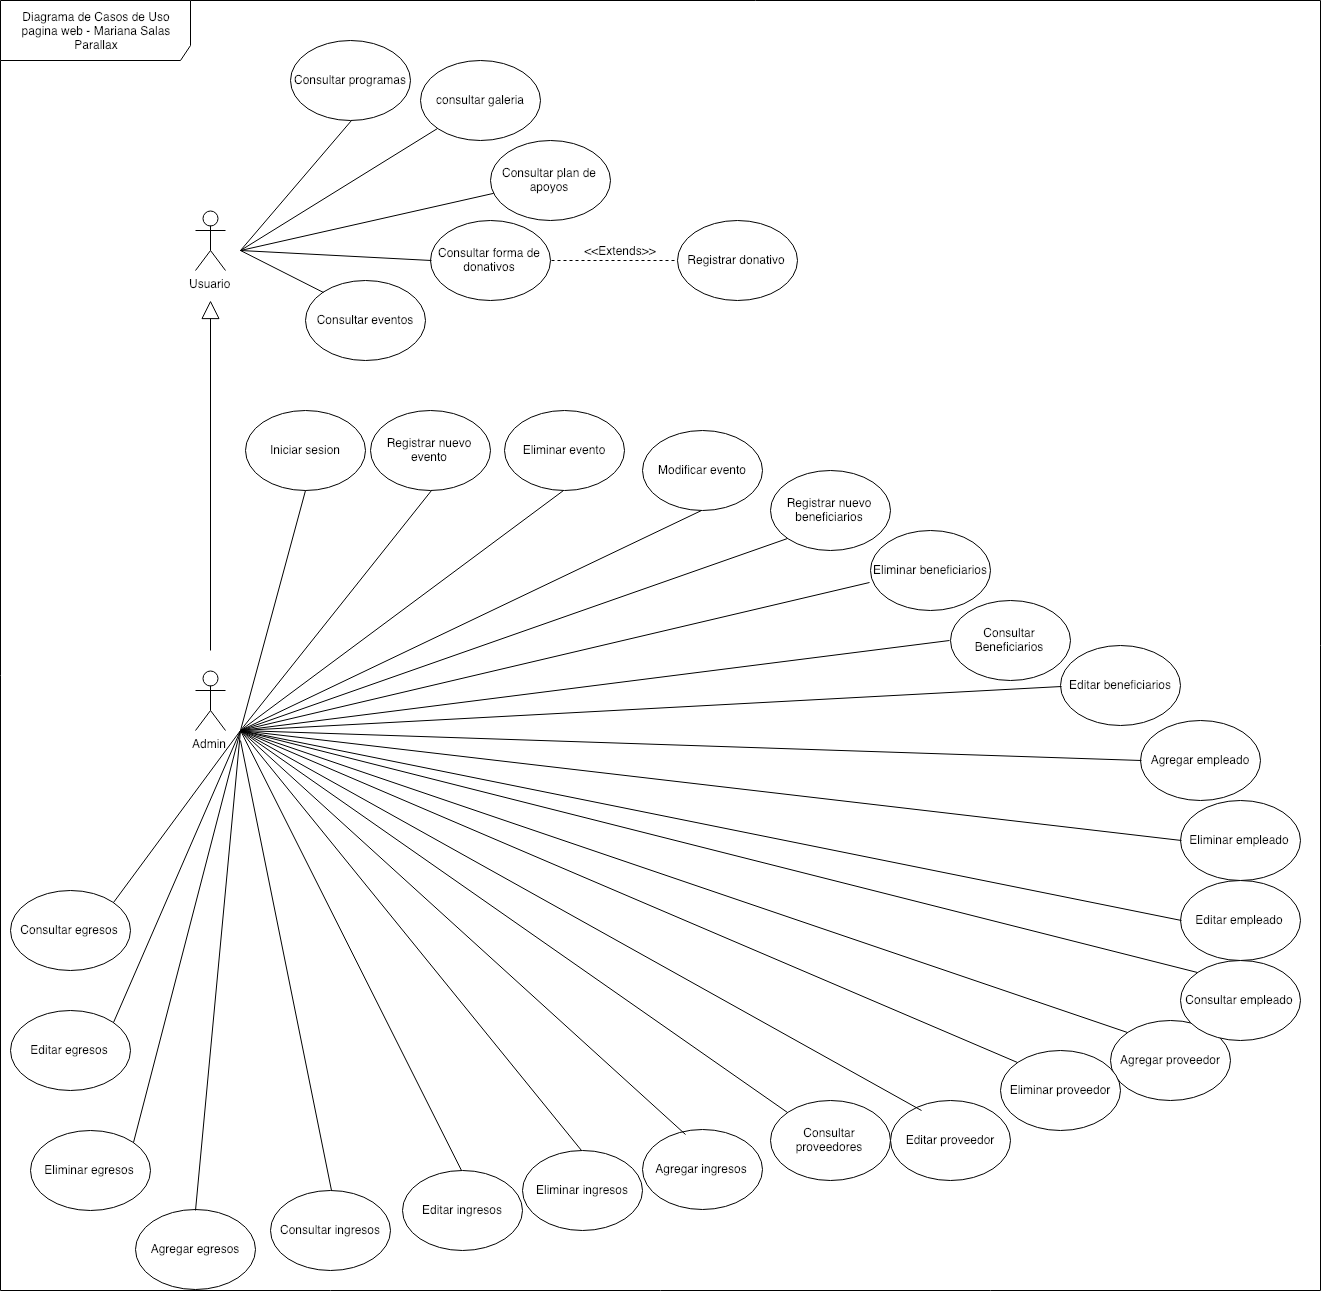 Diagrama de Casos de Uso
pagina web - Mariana Salas
Parallax
Consultar programas
consultar galeria
Consultar plan de
apoyos
Consultar forma de
donativos
<<Extends>>
Registrar donativo
Usuario
Consultar eventos
Iniciar sesion
Registrar nuevo
evento
Eliminar evento
Modificar evento
Registrar nuevo
beneficiarios
Eliminar beneficiarios
Consultar
Beneficiarios
Editar beneficiarios
Admin
Agregar empleado
Eliminar empleado
Editar empleado
Consultar empleado
Agregar proveedor
Eliminar proveedor
Editar proveedor
Consultar
proveedores
Agregar ingresos
Eliminar ingresos
Editar ingresos
Consultar ingresos
Agregar egresos
Eliminar egresos
Editar egresos
Consultar egresos